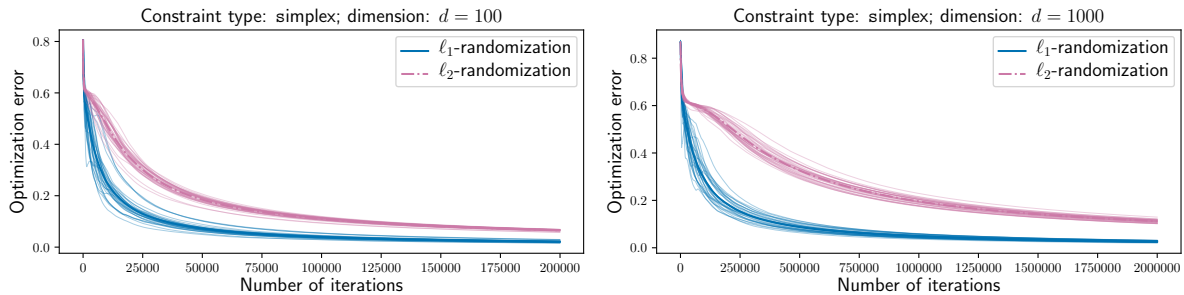 Constraint type: simplex; dimension: d = 100
Optimization error
0.8
0.6
0.4
0.2
0.0
ℓ₁-randomization
ℓ₂-randomization
0 25000 50000 75000 100000 125000 150000 175000 200000
Number of iterations
Constraint type: simplex; dimension: d = 1000
Optimization error
0.8
0.6
0.4
0.2
0.0
ℓ₁-randomization
ℓ₂-randomization
0 250000 500000 750000 1000000 1250000 1500000 1750000 2000000
Number of iterations